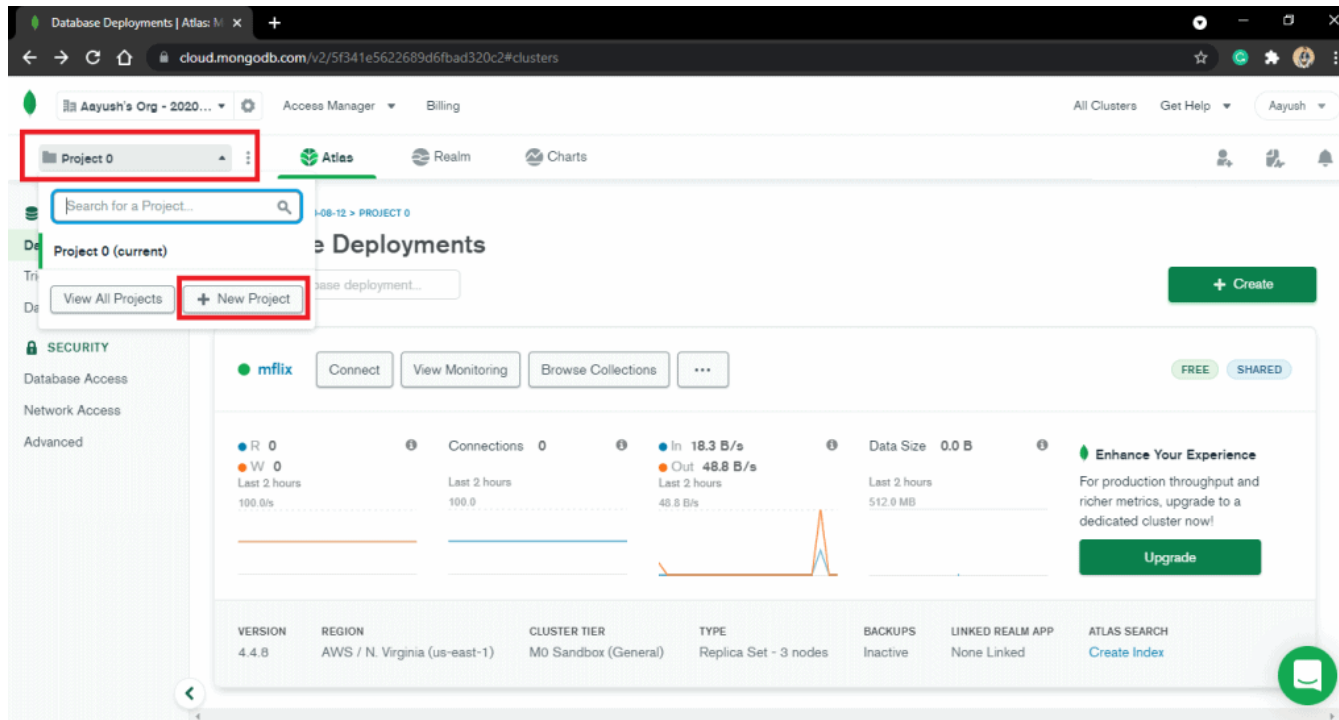 Database Deployments | Atlas: M
cloud.mongodb.com/v2/5f341e5622689d6fbad320c2#clusters
Aayush's Org - 2020... Access Manager Billing All Clusters Get Help Aayush
Project 0 Atlas Realm Charts
Search for a Project...
-08-12 > PROJECT 0
Project 0 (current)
e Deployments
View All Projects + New Project
base deployment...
+ Create
SECURITY
Database Access
Network Access
Advanced
mflix Connect View Monitoring Browse Collections ... FREE SHARED
R 0 Connections 0 In 18.3 B/s Data Size 0.0 B
W 0 Out 48.8 B/s
Last 2 hours Last 2 hours Last 2 hours Last 2 hours
100.0/s 100.0 48.8 B/s 512.0 MB
Enhance Your Experience
For production throughput and
richer metrics, upgrade to a
dedicated cluster now!
Upgrade
VERSION REGION CLUSTER TIER TYPE BACKUPS LINKED REALM APP ATLAS SEARCH
4.4.8 AWS / N. Virginia (us-east-1) M0 Sandbox (General) Replica Set - 3 nodes Inactive None Linked Create Index